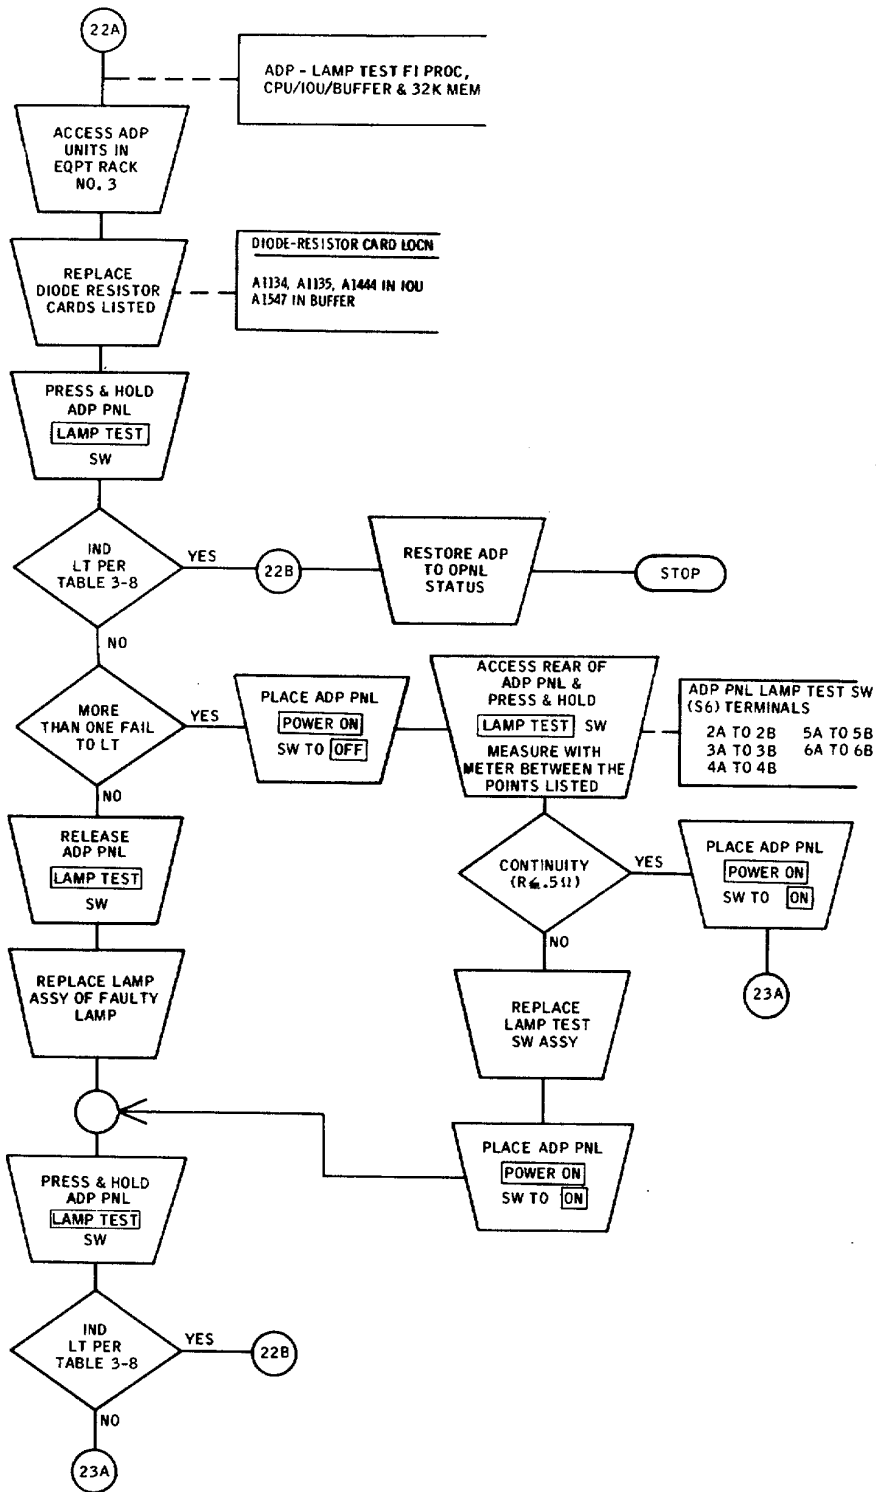 22A
ADP - LAMP TEST FI PROC,
CPU/IOU/BUFFER & 32K MEM
ACCESS ADP
UNITS IN
EQPT RACK
NO. 3
REPLACE
DIODE RESISTOR
CARDS LISTED
DIODE-RESISTOR CARD LOCN
A1134, A1135, A1444 IN IOU
A1547 IN BUFFER
PRESS & HOLD
ADP PNL
LAMP TEST
SW
IND
LT PER
TABLE 3-8
YES
22B
RESTORE ADP
TO OPNL
STATUS
STOP
NO
MORE
THAN ONE FAIL
TO LT
YES
PLACE ADP PNL
POWER ON
SW TO OFF
ACCESS REAR OF
ADP PNL &
PRESS & HOLD
LAMP TEST SW
MEASURE WITH
METER BETWEEN THE
POINTS LISTED
ADP PNL LAMP TEST SW
(S6) TERMINALS
2A TO 2B 5A TO 5B
3A TO 3B 6A TO 6B
4A TO 4B
NO
RELEASE
ADP PNL
LAMP TEST
SW
CONTINUITY
(R≤.5Ω)
YES
PLACE ADP PNL
POWER ON
SW TO ON
23A
NO
REPLACE LAMP
ASSY OF FAULTY
LAMP
REPLACE
LAMP TEST
SW ASSY
PLACE ADP PNL
POWER ON
SW TO ON
PRESS & HOLD
ADP PNL
LAMP TEST
SW
IND
LT PER
TABLE 3-8
YES
22B
NO
23A